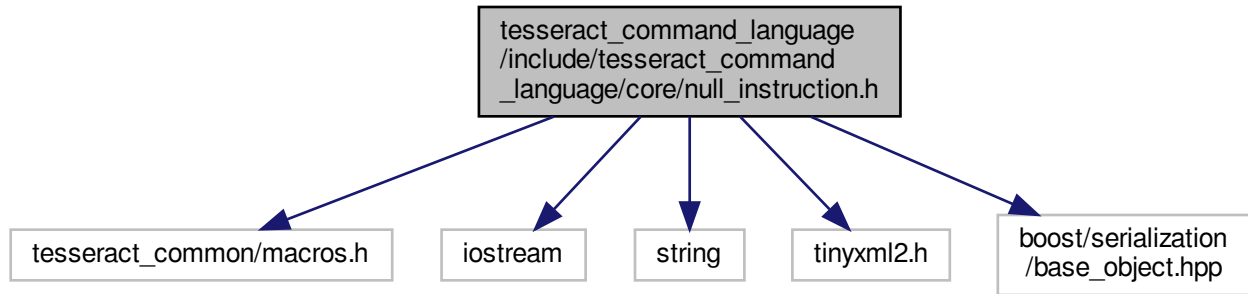 tesseract_command_language
/include/tesseract_command
_language/core/null_instruction.h
tesseract_common/macros.h
iostream
string
tinyxml2.h
boost/serialization
/base_object.hpp